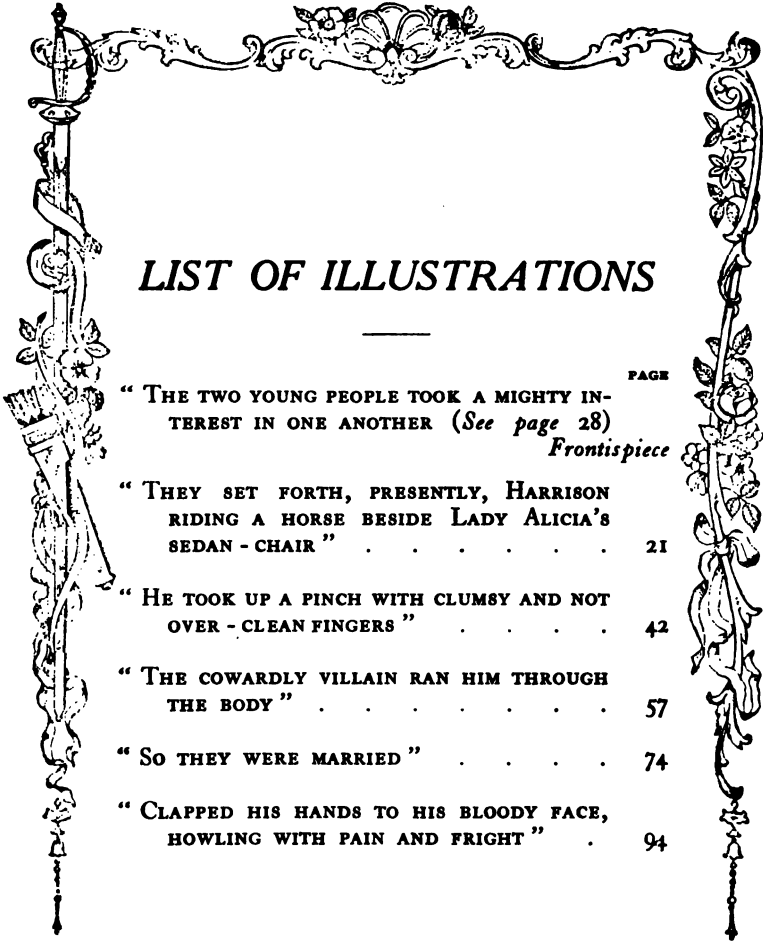 LIST OF ILLUSTRATIONS
PAGE
“ THE TWO YOUNG PEOPLE TOOK A MIGHTY IN-
TEREST IN ONE ANOTHER (See page 28)
Frontispiece
“ THEY SET FORTH, PRESENTLY, HARRISON
RIDING A HORSE BESIDE LADY ALICIA’S
SEDAN - CHAIR ” . . . . . . 21
“ HE TOOK UP A PINCH WITH CLUMSY AND NOT
OVER - CLEAN FINGERS ” . . . . 42
“ THE COWARDLY VILLAIN RAN HIM THROUGH
THE BODY ” . . . . . . . 57
“ SO THEY WERE MARRIED ” . . . . 74
“ CLAPPED HIS HANDS TO HIS BLOODY FACE,
HOWLING WITH PAIN AND FRIGHT ” . 94